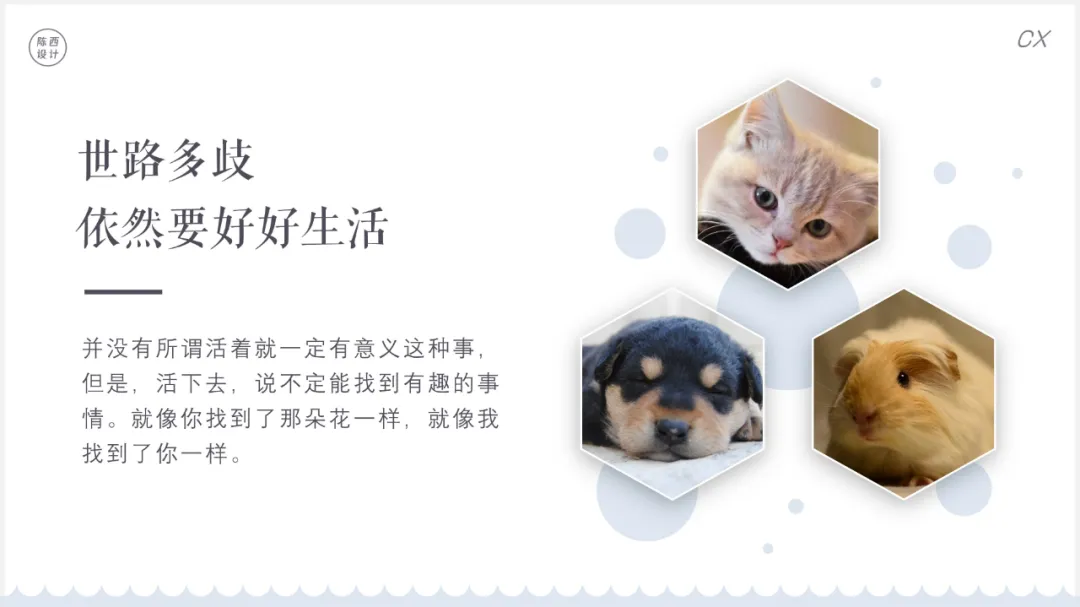 陈西
设计
CX
世路多歧
依然要好好生活
并没有所谓活着就一定有意义这种事，
但是，活下去，说不定能找到有趣的事
情。就像你找到了那朵花一样，就像我
找到了你一样。